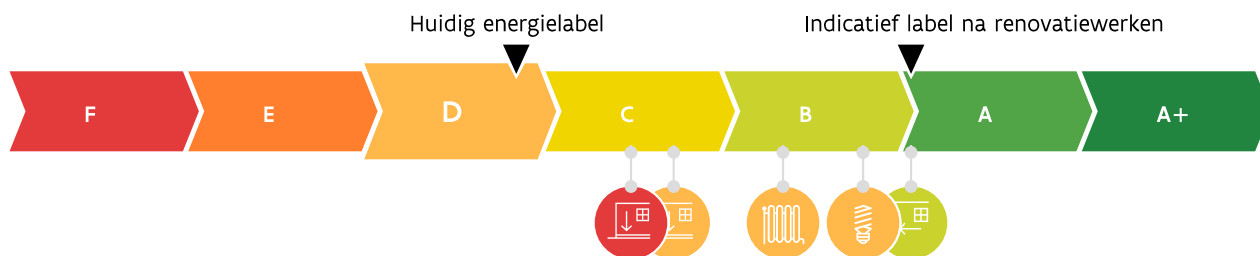 Huidig energielabel
Indicatief label na renovatiewerken
F
E
D
C
B
A
A+